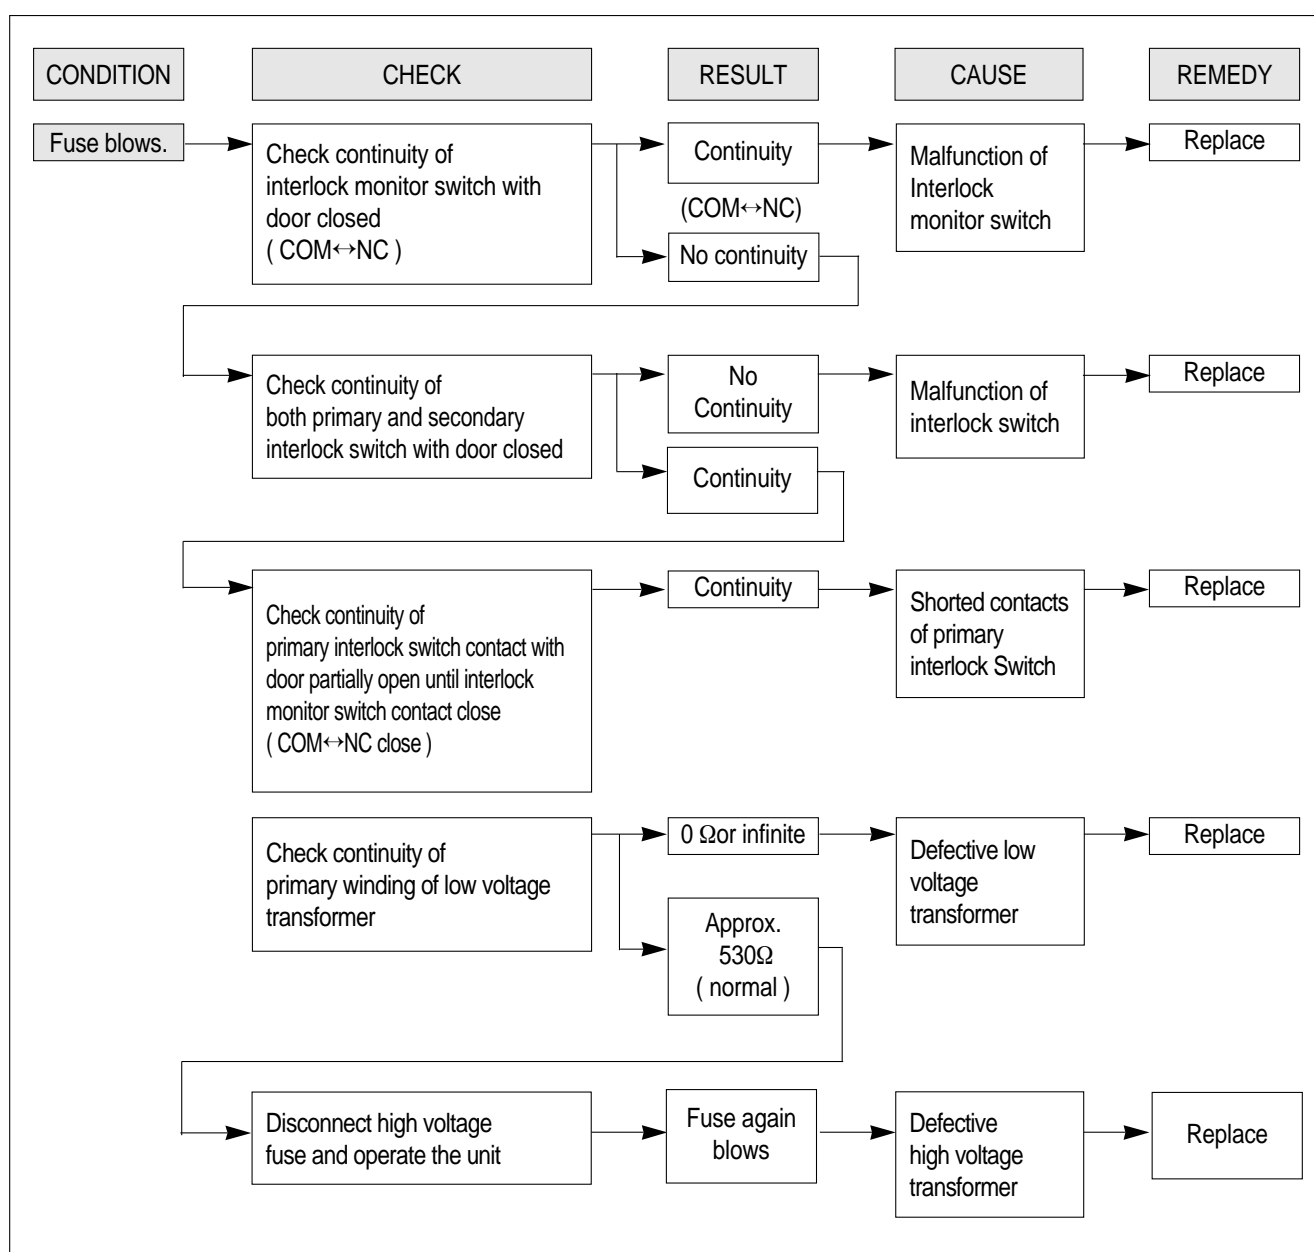 CONDITION
CHECK
RESULT
CAUSE
REMEDY
Fuse blows.
Check continuity of
interlock monitor switch with
door closed
( COM↔NC )
Continuity
(COM↔NC)
No continuity
Malfunction of
Interlock
monitor switch
Replace
Check continuity of
both primary and secondary
interlock switch with door closed
No
Continuity
Continuity
Malfunction of
interlock switch
Replace
Check continuity of
primary interlock switch contact with
door partially open until interlock
monitor switch contact close
( COM↔NC close )
Continuity
Shorted contacts
of primary
interlock Switch
Replace
Check continuity of
primary winding of low voltage
transformer
0 Ωor infinite
Approx.
530Ω
( normal )
Defective low
voltage
transformer
Replace
Disconnect high voltage
fuse and operate the unit
Fuse again
blows
Defective
high voltage
transformer
Replace